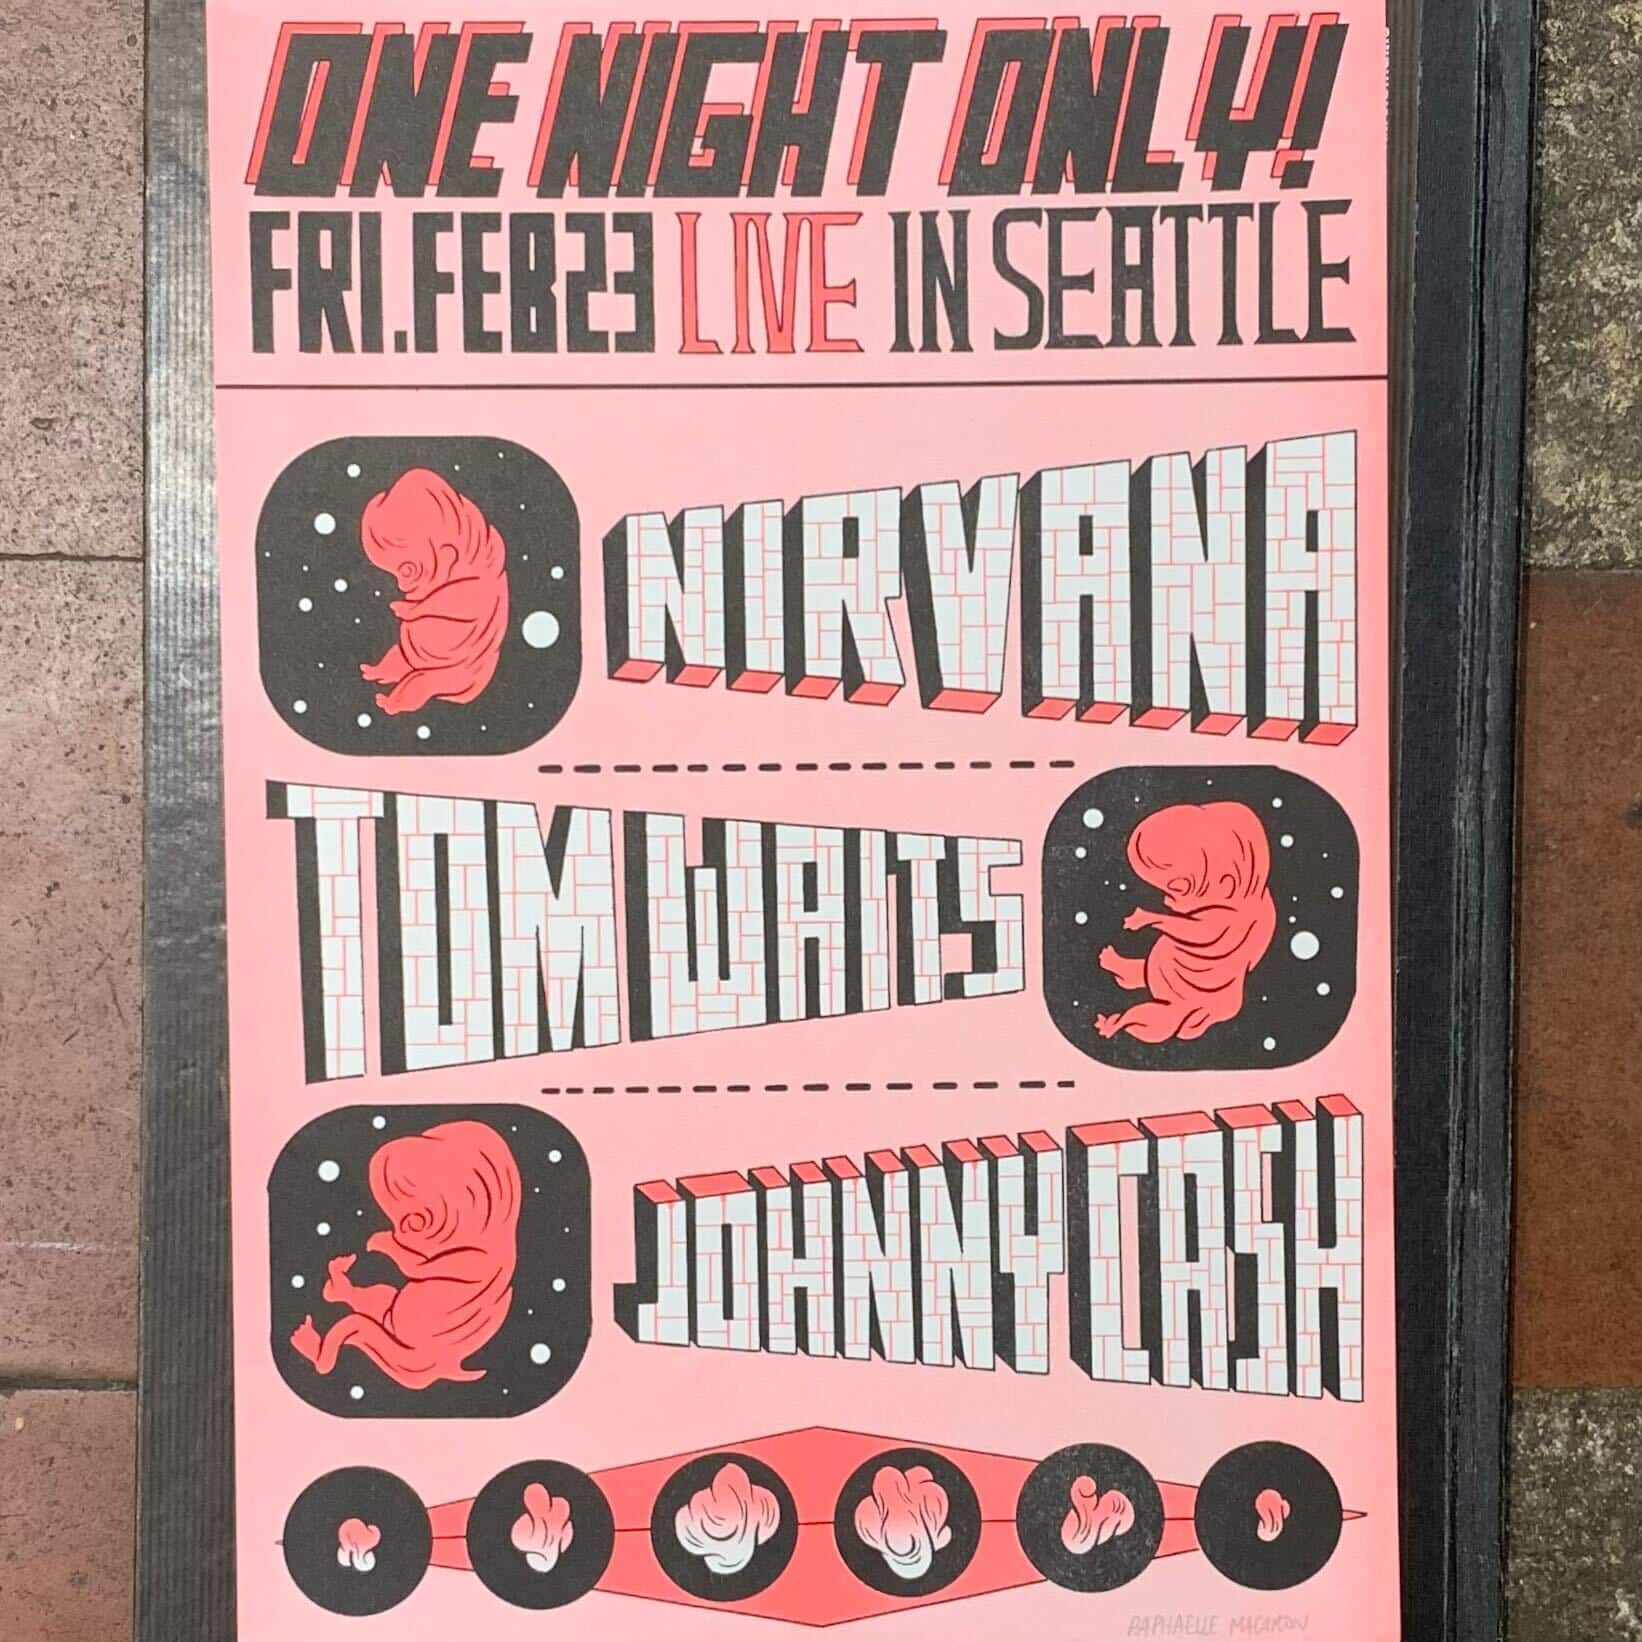 ONE NIGHT ONLY!
FRI.FEB23 LIVE IN SEATTLE
NIRVANA
TOM WAITS
JOHNNY CASH
RAPHAELLE MACARON